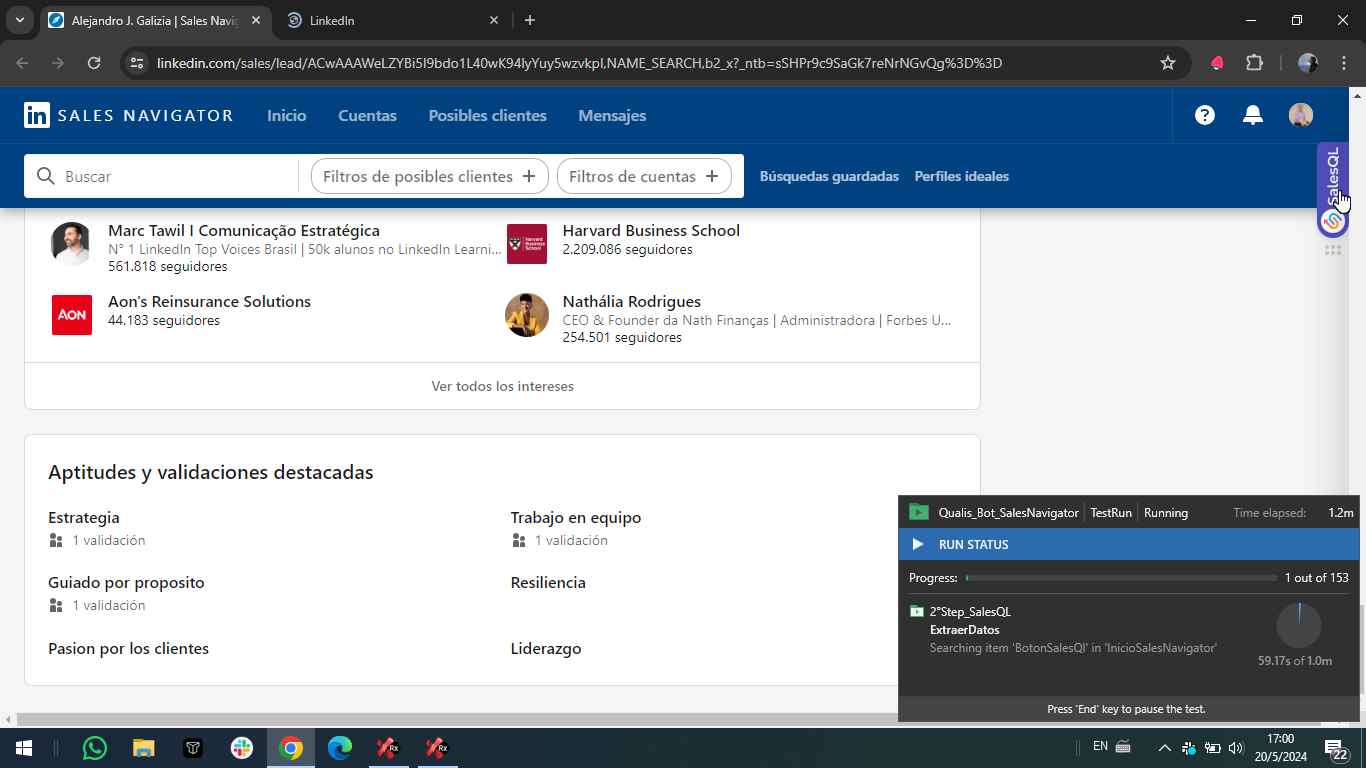 Alejandro J. Galizia | Sales Navig
LinkedIn
linkedin.com/sales/lead/ACwAAAWeLZYBi5I9bdo1L40wK94lyYuy5wzvkpI,NAME_SEARCH,b2_x?_ntb=sSHPr9c9SaGk7reNrNGvQg%3D%3D
in SALES NAVIGATOR
Inicio
Cuentas
Posibles clientes
Mensajes
Buscar
Filtros de posibles clientes +
Filtros de cuentas +
Búsquedas guardadas
Perfiles ideales
SalesQL
Marc Tawil I Comunicação Estratégica
N° 1 LinkedIn Top Voices Brasil | 50k alunos no LinkedIn Learni...
561.818 seguidores
HARVARD BUSINESS SCHOOL
Harvard Business School
2.209.086 seguidores
AON
Aon's Reinsurance Solutions
44.183 seguidores
Nathália Rodrigues
CEO & Founder da Nath Finanças | Administradora | Forbes U...
254.501 seguidores
Ver todos los intereses
Aptitudes y validaciones destacadas
Estrategia
1 validación
Trabajo en equipo
1 validación
Guiado por proposito
1 validación
Resiliencia
Pasion por los clientes
Liderazgo
Qualis_Bot_SalesNavigator
TestRun
Running
Time elapsed: 1.2m
RUN STATUS
Progress:
1 out of 153
2°Step_SalesQL
ExtraerDatos
Searching item 'BotonSalesQl' in 'InicioSalesNavigator'
59.17s of 1.0m
Press 'End' key to pause the test.
Rx
Rx
EN
17:00
20/5/2024
22